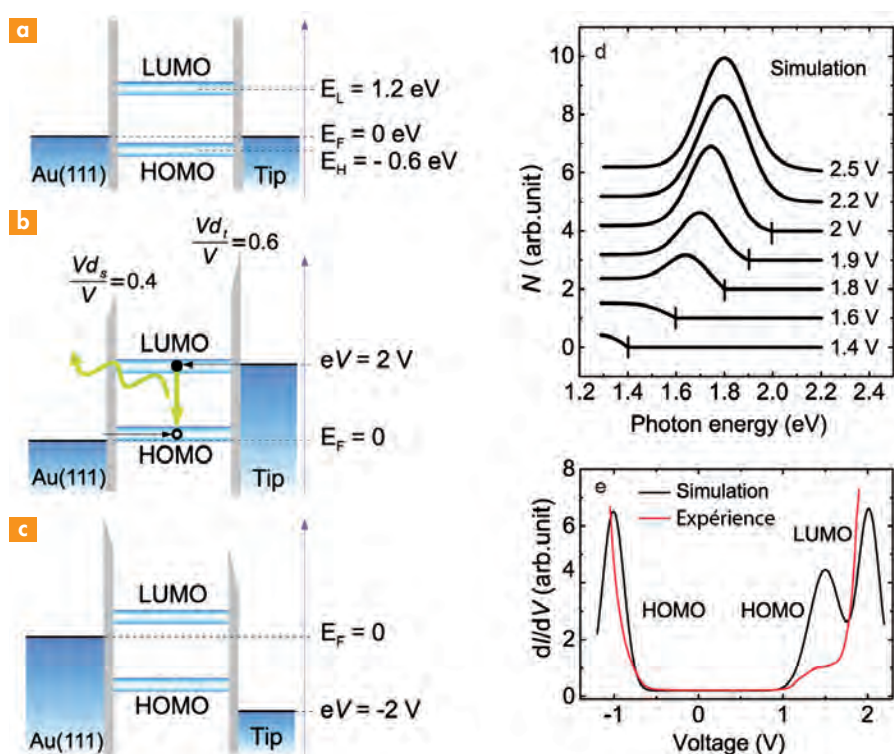 a
LUMO
E_L = 1.2 eV
E_F = 0 eV
E_H = - 0.6 eV
Au(111)
HOMO
Tip
b
Vd_s/V = 0.4
Vd_t/V = 0.6
LUMO
eV = 2 V
E_F = 0
HOMO
Au(111)
Tip
c
LUMO
E_F = 0
HOMO
eV = -2 V
Au(111)
Tip
d
Simulation
10
8
6
4
2
0
N (arb.unit)
2.5 V
2.2 V
2 V
1.9 V
1.8 V
1.6 V
1.4 V
1.2 1.4 1.6 1.8 2.0 2.2 2.4
Photon energy (eV)
e
Simulation
Expérience
LUMO
HOMO
HOMO
8
6
4
2
0
dI/dV (arb.unit)
-1 0 1 2
Voltage (V)